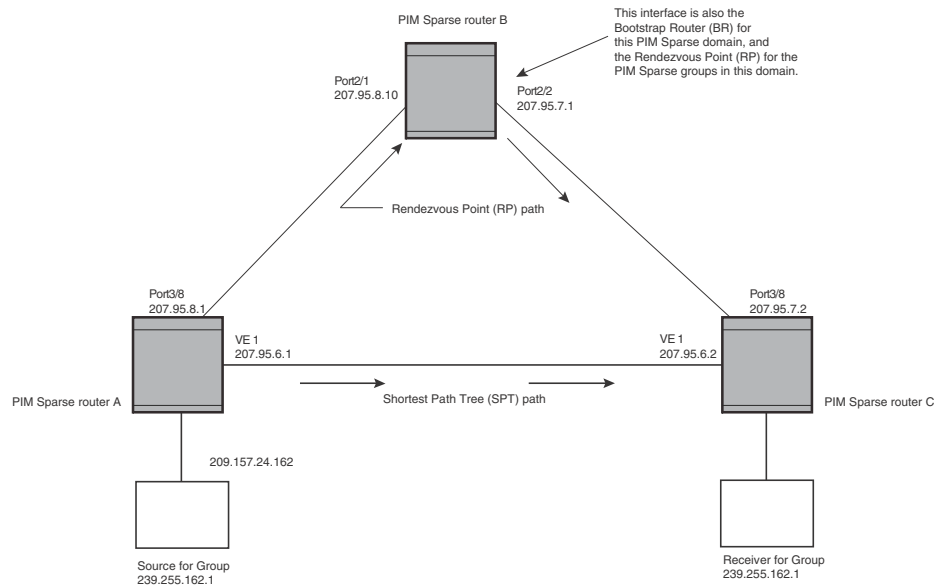 PIM Sparse router B
This interface is also the
Bootstrap Router (BR) for
this PIM Sparse domain, and
the Rendezvous Point (RP) for the
PIM Sparse groups in this domain.
Port2/1
207.95.8.10
Port2/2
207.95.7.1
Rendezvous Point (RP) path
Port3/8
207.95.8.1
Port3/8
207.95.7.2
VE 1
207.95.6.1
VE 1
207.95.6.2
PIM Sparse router A
Shortest Path Tree (SPT) path
PIM Sparse router C
209.157.24.162
Source for Group
239.255.162.1
Receiver for Group
239.255.162.1